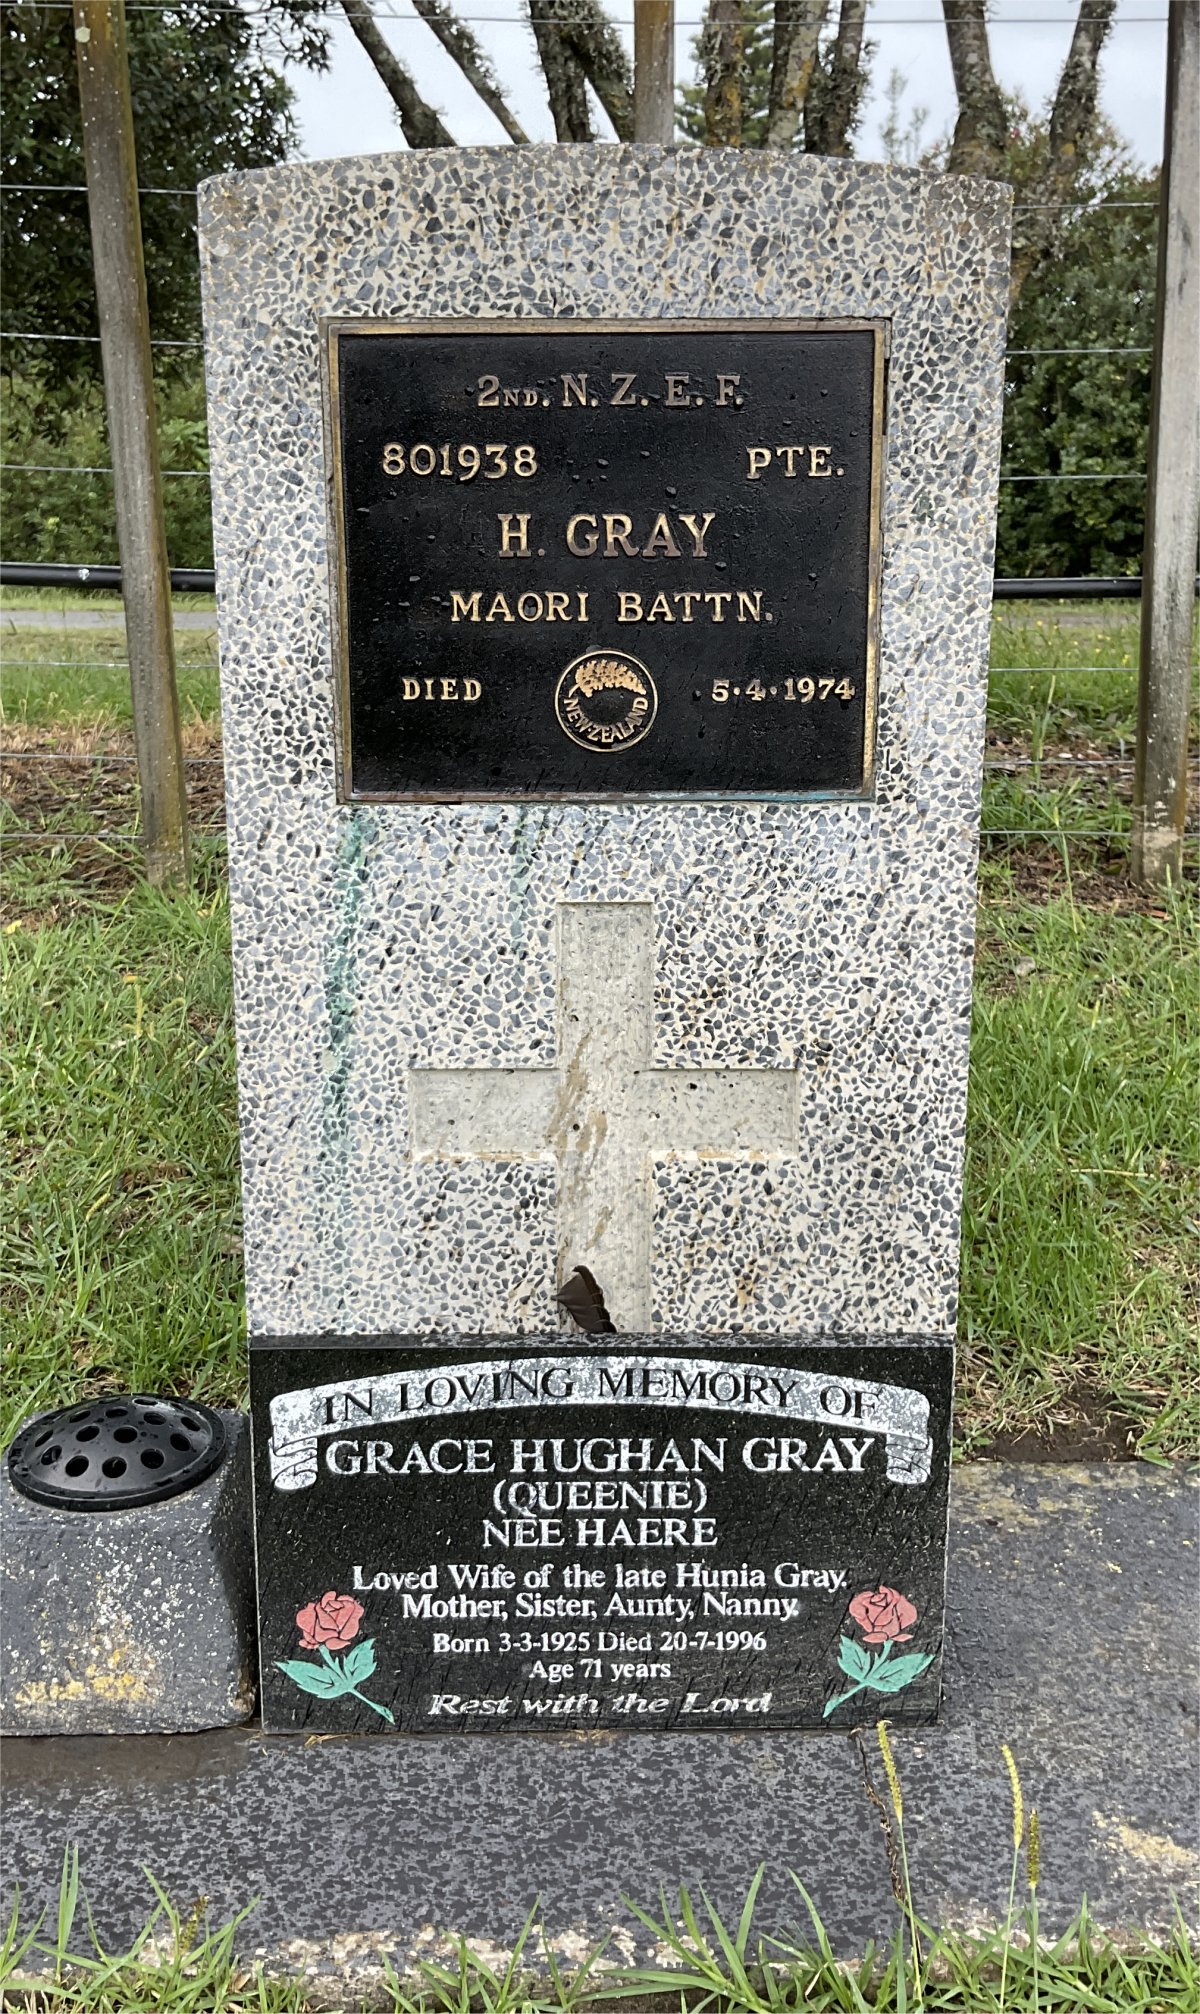 2ND. N. Z. E. F.
801938 PTE.
H. GRAY
MAORI BATTN.
DIED 5·4·1974
NEW·ZEALAND
IN LOVING MEMORY OF
GRACE HUGHAN GRAY
(QUEENIE)
NEE HAERE
Loved Wife of the late Hunia Gray.
Mother, Sister, Aunty, Nanny.
Born 3-3-1925 Died 20-7-1996
Age 71 years
Rest with the Lord